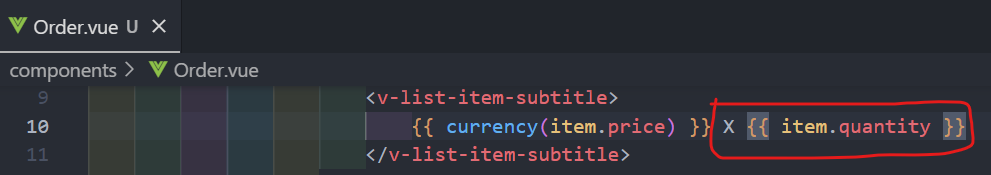 Order.vue U ×
components > Order.vue
9 <v-list-item-subtitle>
10 {{ currency(item.price) }} X {{ item.quantity }}
11 </v-list-item-subtitle>